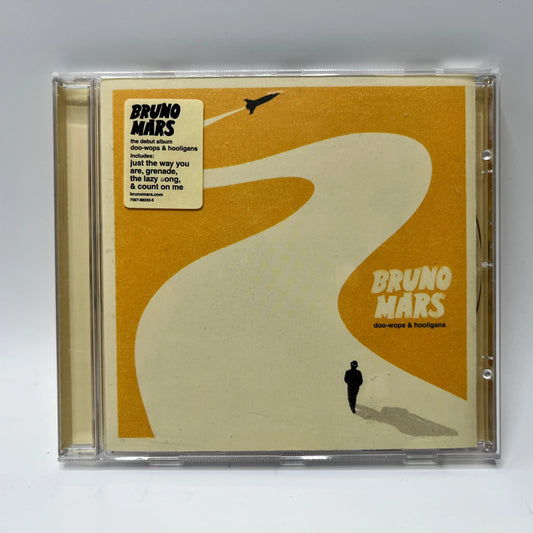 BRUNO
MARS
the debut album
doo-wops & hooligans
Includes:
just the way you
are, grenade,
the lazy song,
& count on me
brunomars.com
BRUNO
MARS
doo-wops & hooligans